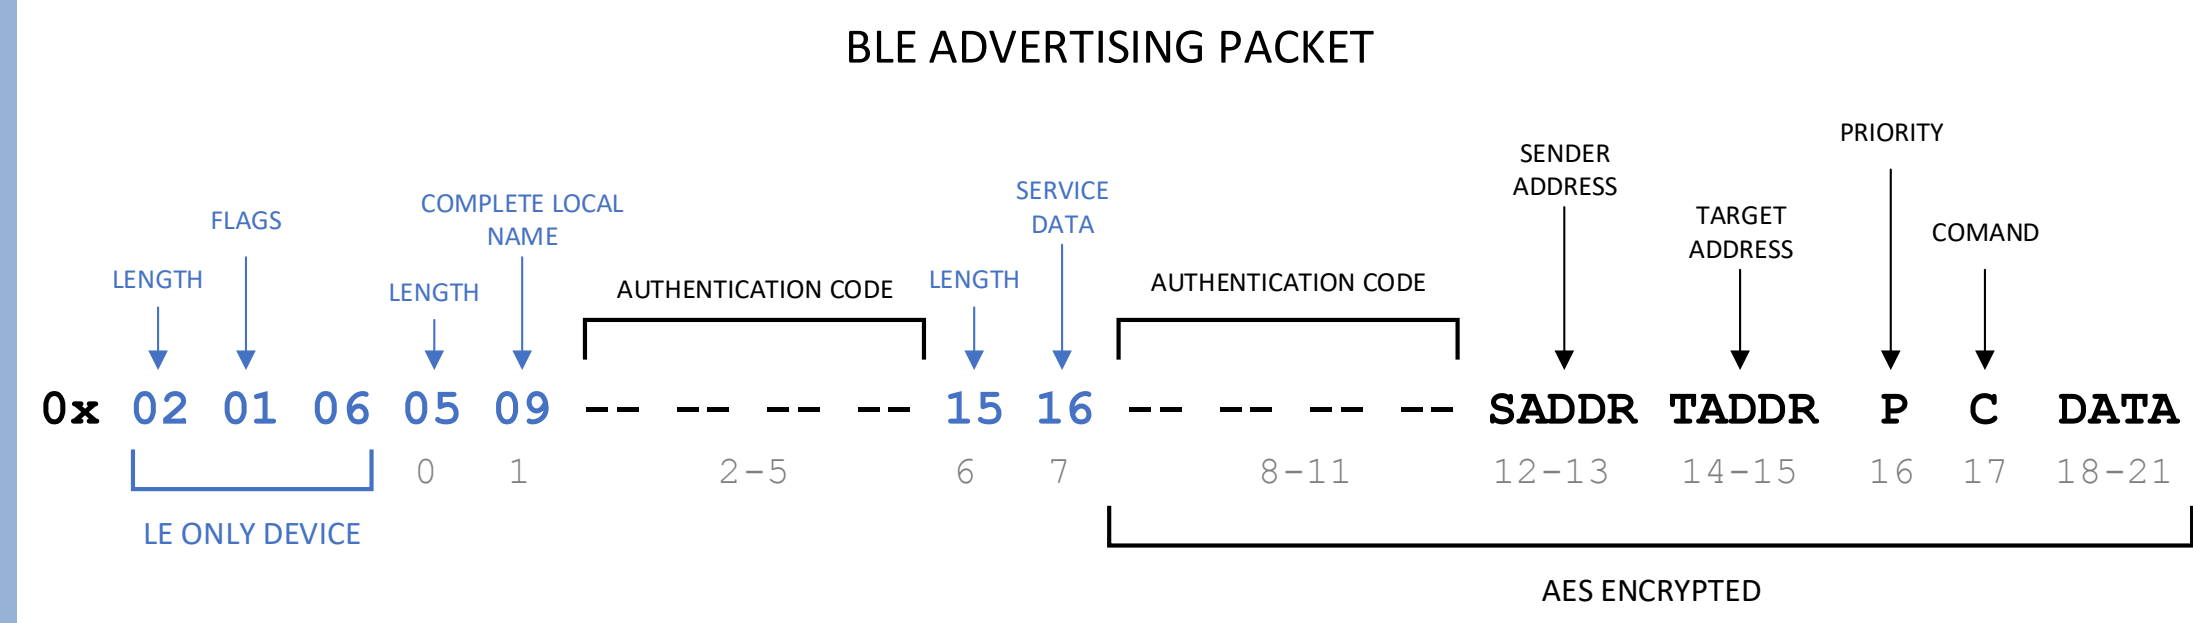 BLE ADVERTISING PACKET
PRIORITY
SENDER
ADDRESS
SERVICE
DATA
COMPLETE LOCAL
NAME
FLAGS
TARGET
ADDRESS
COMAND
LENGTH
LENGTH
AUTHENTICATION CODE
LENGTH
AUTHENTICATION CODE
0x 02 01 06 05 09 -- -- -- -- 15 16 -- -- -- -- SADDR TADDR P C DATA
0 1 2-5 6 7 8-11 12-13 14-15 16 17 18-21
LE ONLY DEVICE
AES ENCRYPTED